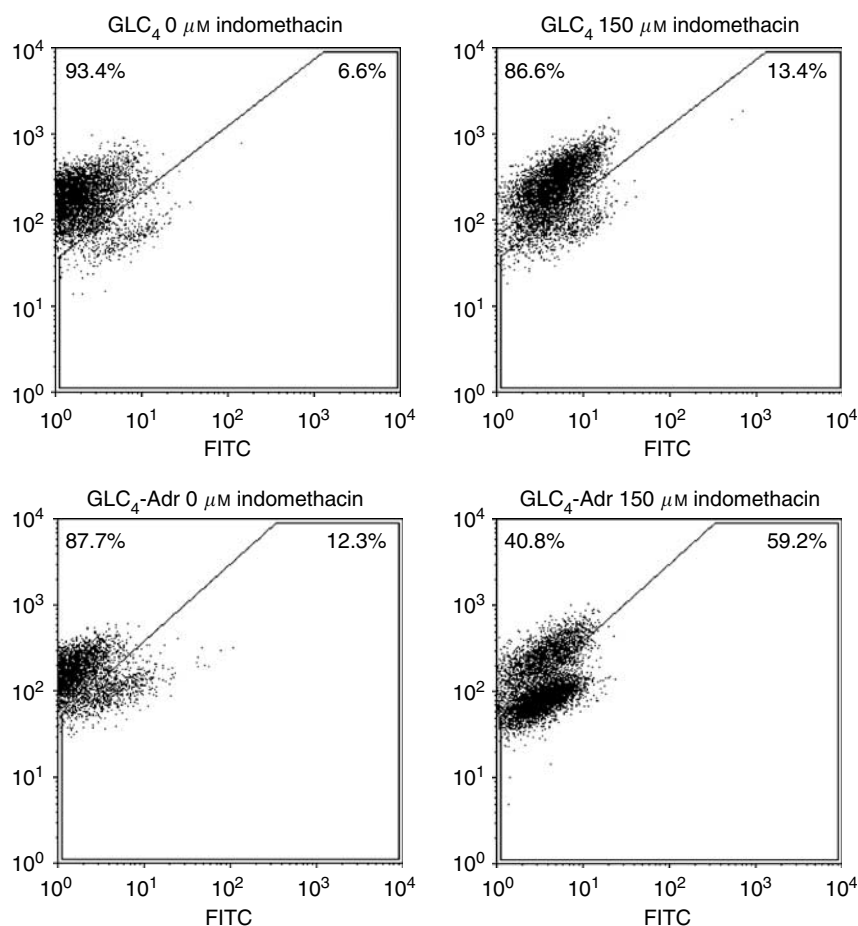 GLC₄ 0 μM indomethacin
93.4% 6.6%
10⁴
10³
10²
10¹
10⁰
10⁰ 10¹ 10² 10³ 10⁴
FITC
GLC₄ 150 μM indomethacin
86.6% 13.4%
10⁴
10³
10²
10¹
10⁰
10⁰ 10¹ 10² 10³ 10⁴
FITC
GLC₄-Adr 0 μM indomethacin
87.7% 12.3%
10⁴
10³
10²
10¹
10⁰
10⁰ 10¹ 10² 10³ 10⁴
FITC
GLC₄-Adr 150 μM indomethacin
40.8% 59.2%
10⁴
10³
10²
10¹
10⁰
10⁰ 10¹ 10² 10³ 10⁴
FITC